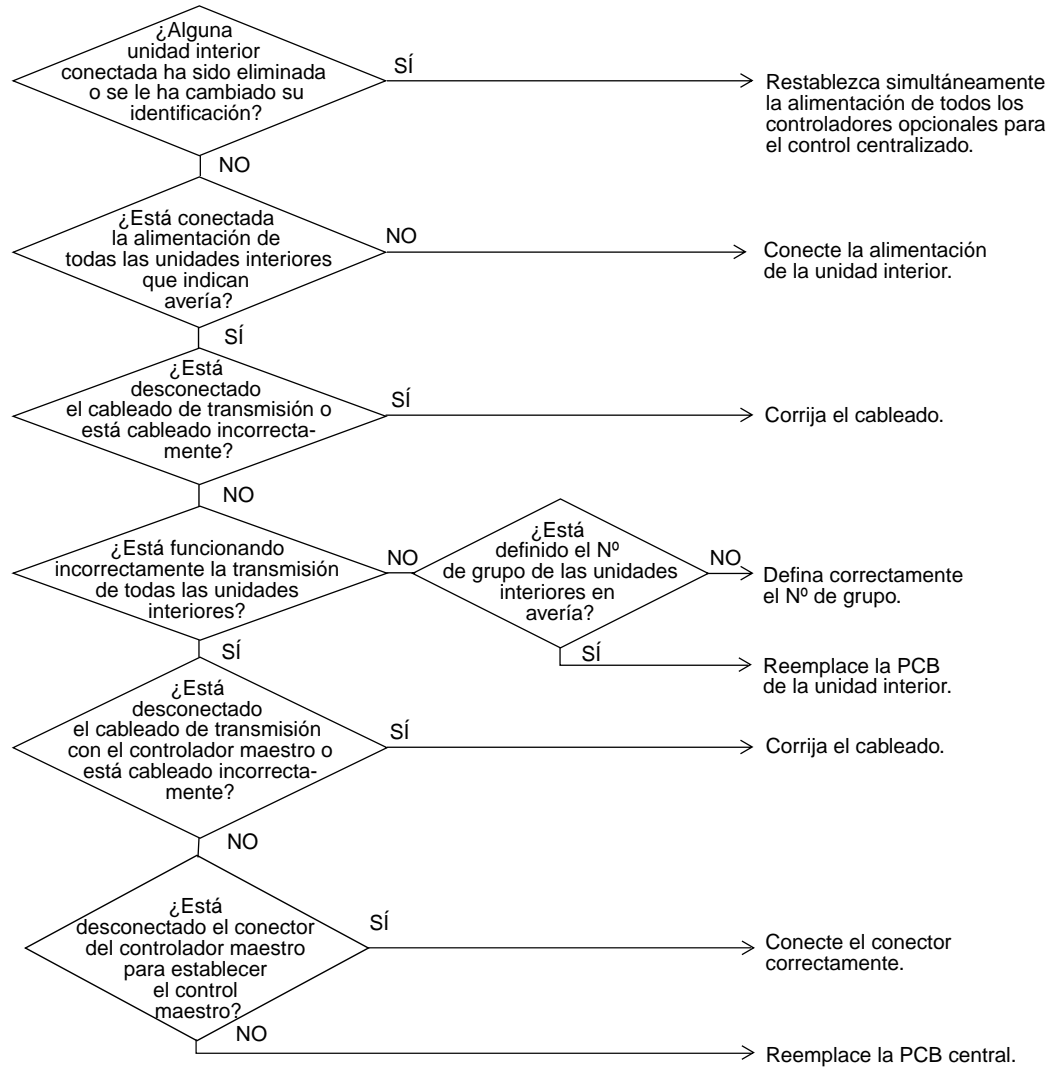 ¿Alguna
unidad interior
conectada ha sido eliminada
o se le ha cambiado su
identificación?
SÍ
Restablezca simultáneamente
la alimentación de todos los
controladores opcionales para
el control centralizado.
NO
¿Está conectada
la alimentación de
todas las unidades interiores
que indican
avería?
NO
Conecte la alimentación
de la unidad interior.
SÍ
¿Está
desconectado
el cableado de transmisión o
está cableado incorrecta-
mente?
SÍ
Corrija el cableado.
NO
¿Está funcionando
incorrectamente la transmisión
de todas las unidades
interiores?
NO
¿Está
definido el Nº
de grupo de las unidades
interiores en
avería?
NO
Defina correctamente
el Nº de grupo.
SÍ
Reemplace la PCB
de la unidad interior.
SÍ
¿Está
desconectado
el cableado de transmisión
con el controlador maestro o
está cableado incorrecta-
mente?
SÍ
Corrija el cableado.
NO
¿Está
desconectado el conector
del controlador maestro
para establecer
el control
maestro?
SÍ
Conecte el conector
correctamente.
NO
Reemplace la PCB central.